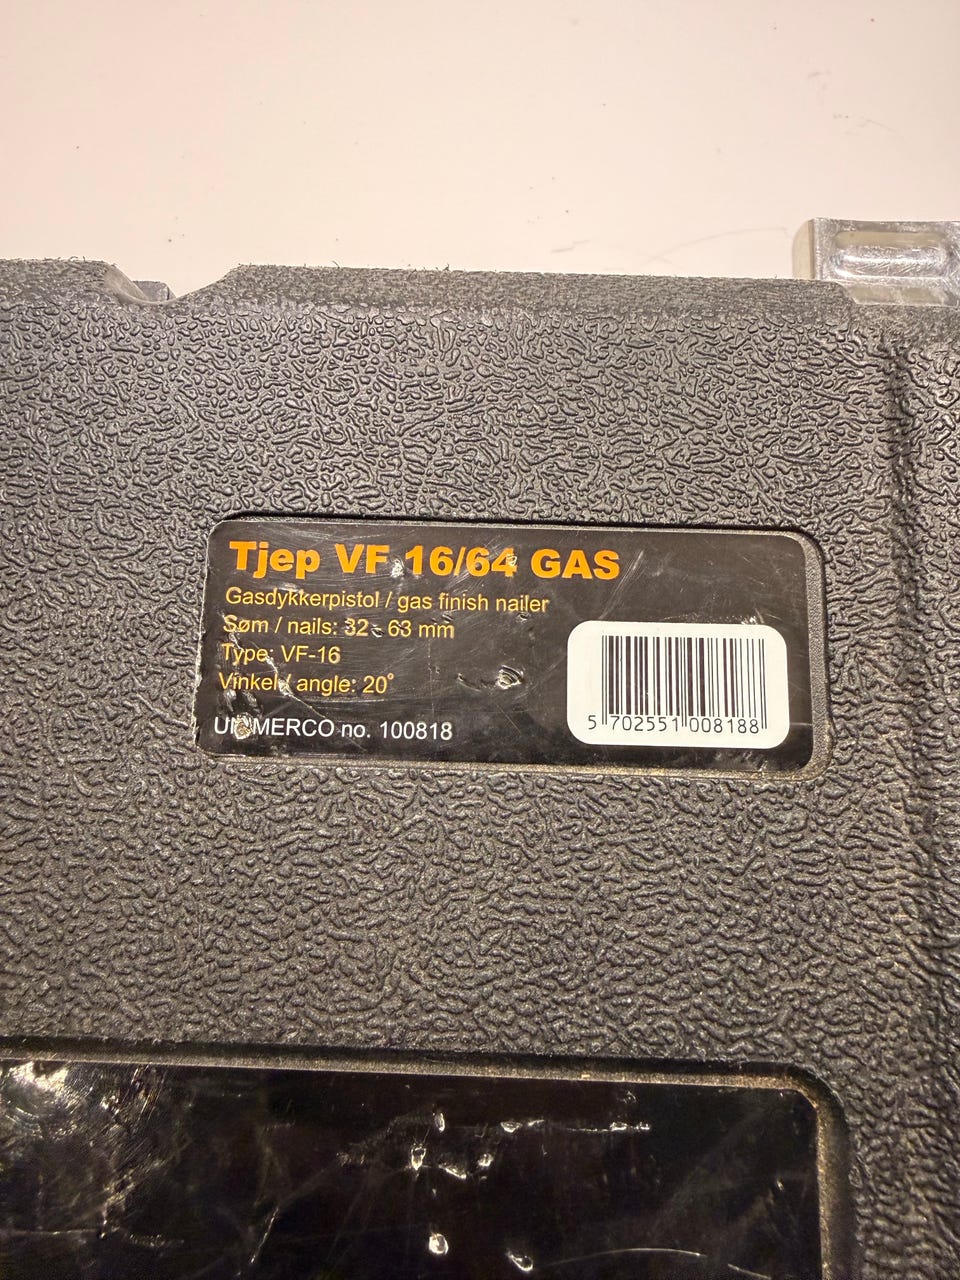 Tjep VF 16/64 GAS
Gasdykkerpistol / gas finish nailer
Søm / nails: 32 - 63 mm
Type: VF-16
Vinkel / angle: 20°
UNIMERCO no. 100818
5 702551 008188